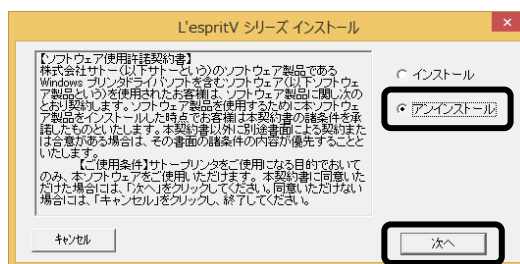 L'espritV シリーズ インストール
【ソフトウェア使用許諾契約書】
株式会社サトー(以下サトーという)のソフトウェア製品である
Windows プリンタドライバソフトを含むソフトウェア(以下ソフトウェ
ア製品という)を使用されたお客様は、ソフトウェア製品に関し次の
とおり契約します。ソフトウェア製品を使用するために本ソフトウェ
ア製品をインストールした時点でお客様は本契約書の諸条件を承
諾したものといたします。本契約書以外に別途書面による契約また
は合意がある場合は、その書面の諸条件の内容が優先することと
いたします。
【ご使用条件】サトープリンタをご使用になる目的でおいて
のみ、本ソフトウェアをご使用いただけます。 本契約書に同意いた
だけた場合には、「次へ」をクリックしてください。同意いただけない
場合には、「キャンセル」をクリックし、終了してください。
インストール
アンインストール
キャンセル
次へ